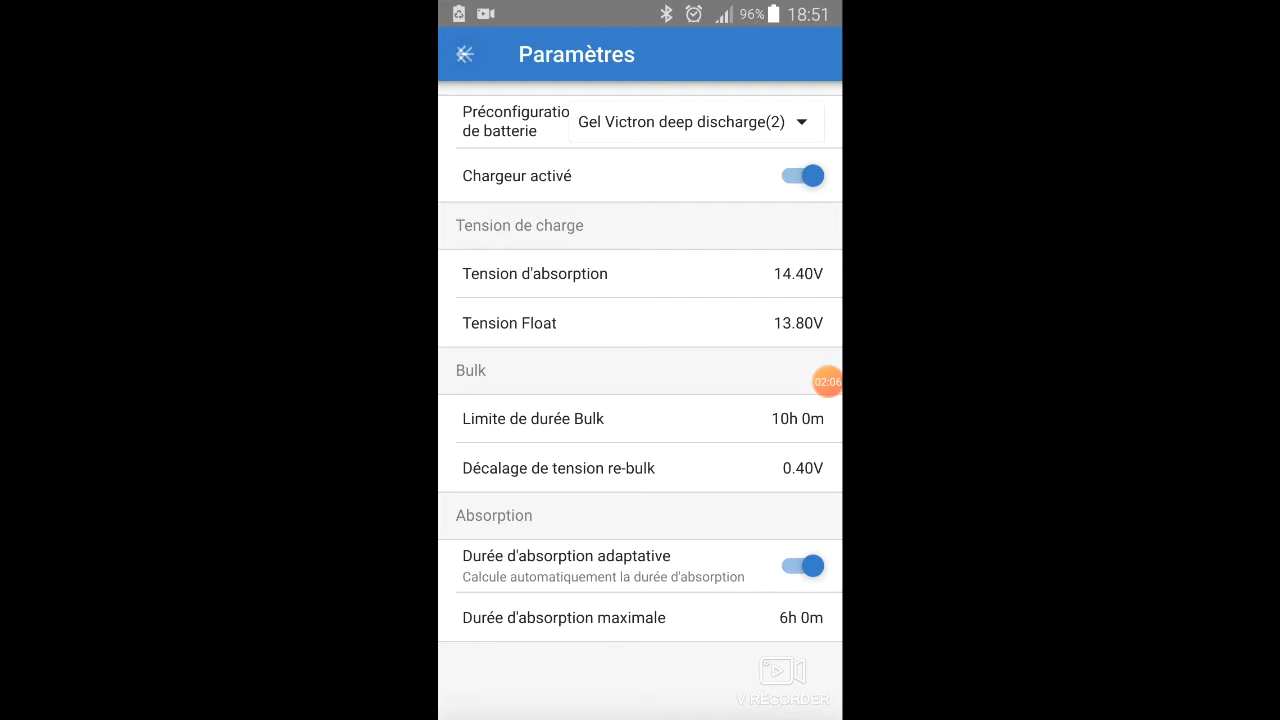 96% 18:51
Paramètres
Préconfiguratio
de batterie
Gel Victron deep discharge(2)
Chargeur activé
Tension de charge
Tension d'absorption 14.40V
Tension Float 13.80V
Bulk
02:06
Limite de durée Bulk 10h 0m
Décalage de tension re-bulk 0.40V
Absorption
Durée d'absorption adaptative
Calcule automatiquement la durée d'absorption
Durée d'absorption maximale 6h 0m
V RECORDER